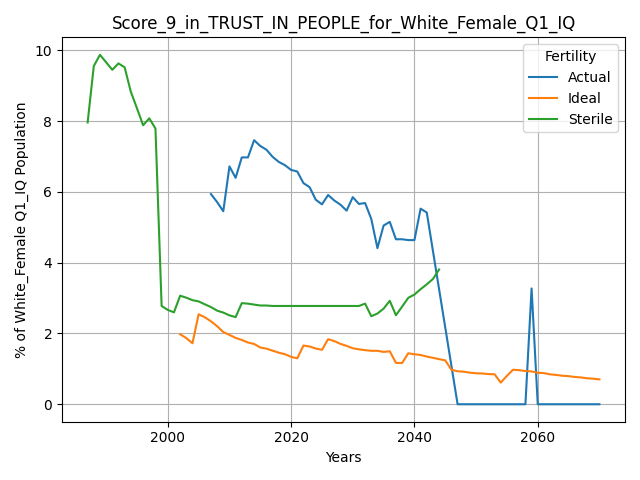 Score_9_in_TRUST_IN_PEOPLE_for_White_Female_Q1_IQ
% of White_Female Q1_IQ Population
10
8
6
4
2
0
Fertility
Actual
Ideal
Sterile
2000
2020
2040
2060
Years